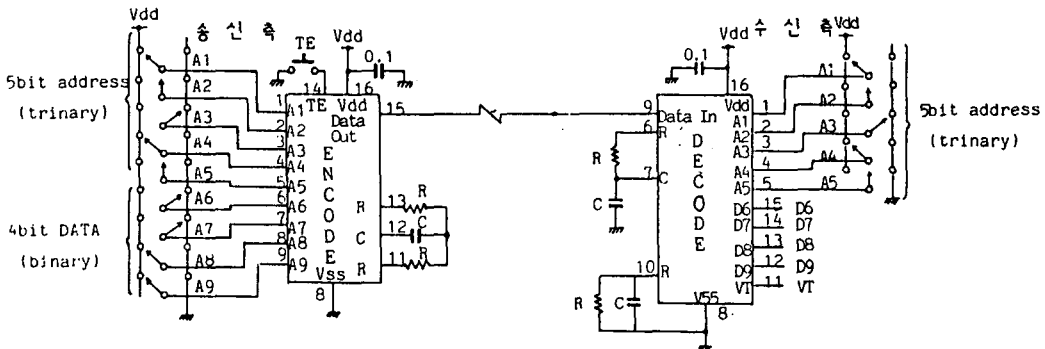 Vdd
송 신 측
TE
Vdd
0.1
5bit address
(trinary)
4bit DATA
(binary)
A1
A2
A3
A4
A5
A6
A7
A8
A9
1
2
3
4
5
6
7
8
9
A1
A2
A3
A4
A5
A6
A7
A8
A9
14
16
TE Vdd
Data
Out
15
ENCODE
R
C
R
13
12
11
R
C
R
Vss
8
Vdd
수 신 측
Vdd
0.1
16
9
Data In
6
R
7
C
R
C
10
R
R
C
DECODE
Vdd
A1
A2
A3
A4
A5
1
2
3
4
5
A1
A2
A3
A4
A5
5bit address
(trinary)
D6 15 D6
D7 14 D7
D8 13 D8
D9 12 D9
VT 11 VT
V55
8